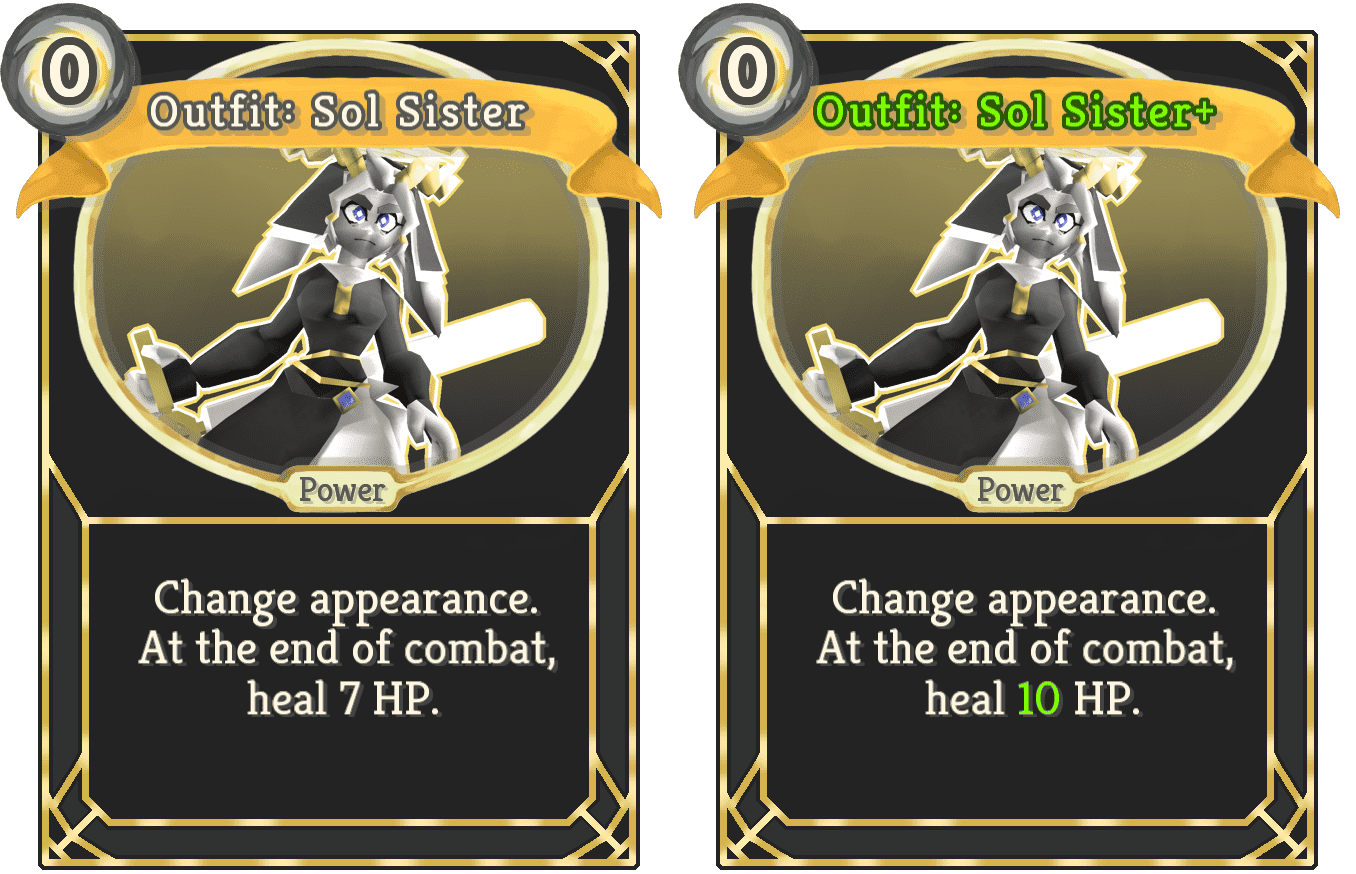 0
Outfit: Sol Sister
Power
Change appearance.
At the end of combat,
heal 7 HP.
0
Outfit: Sol Sister+
Power
Change appearance.
At the end of combat,
heal 10 HP.